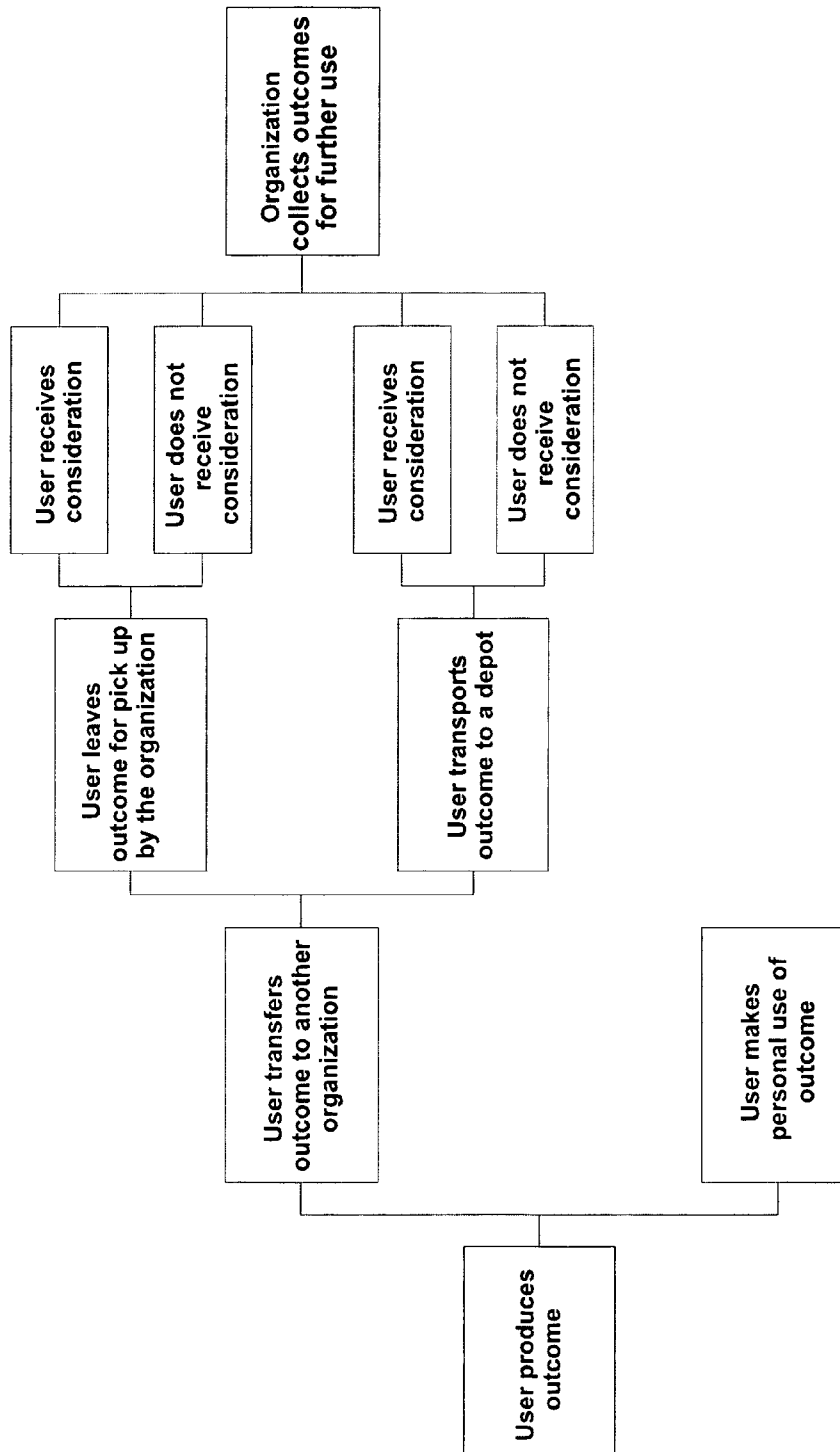 User produces
outcome
User transfers
outcome to another
organization
User makes
personal use of
outcome
User leaves
outcome for pick up
by the organization
User transports
outcome to a depot
User receives
consideration
User does not
receive
consideration
User receives
consideration
User does not
receive
consideration
Organization
collects outcomes
for further use